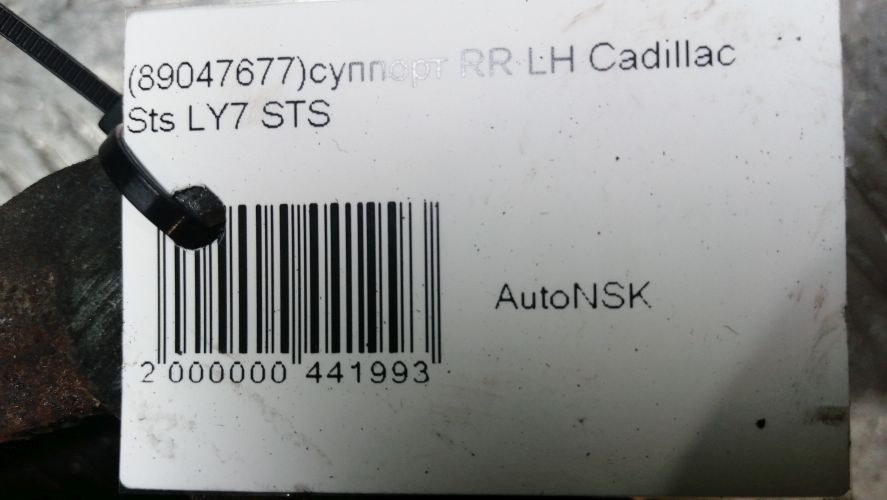 (89047677)суппорт RR LH Cadillac
Sts LY7 STS
AutoNSK
2 000000 441993